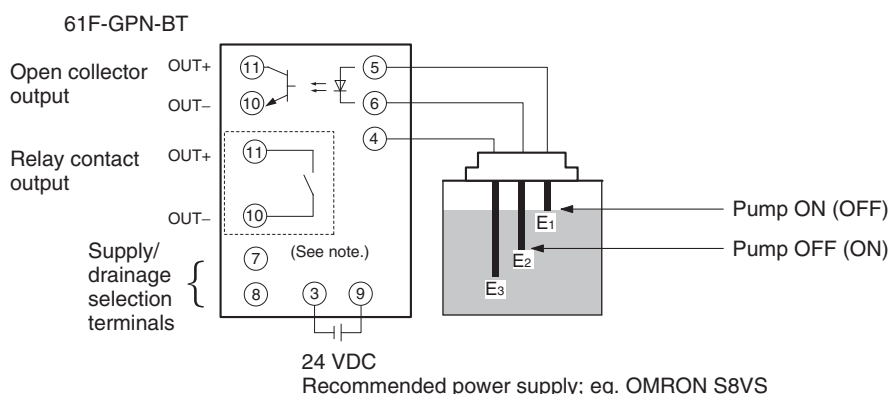 61F-GPN-BT
Open collector output
OUT+
OUT−
11
10
5
6
4
Relay contact output
OUT+
OUT−
11
10
Supply/
drainage
selection
terminals
7
8
(See note.)
3
9
24 VDC
Recommended power supply; eg. OMRON S8VS
E1
E2
E3
Pump ON (OFF)
Pump OFF (ON)